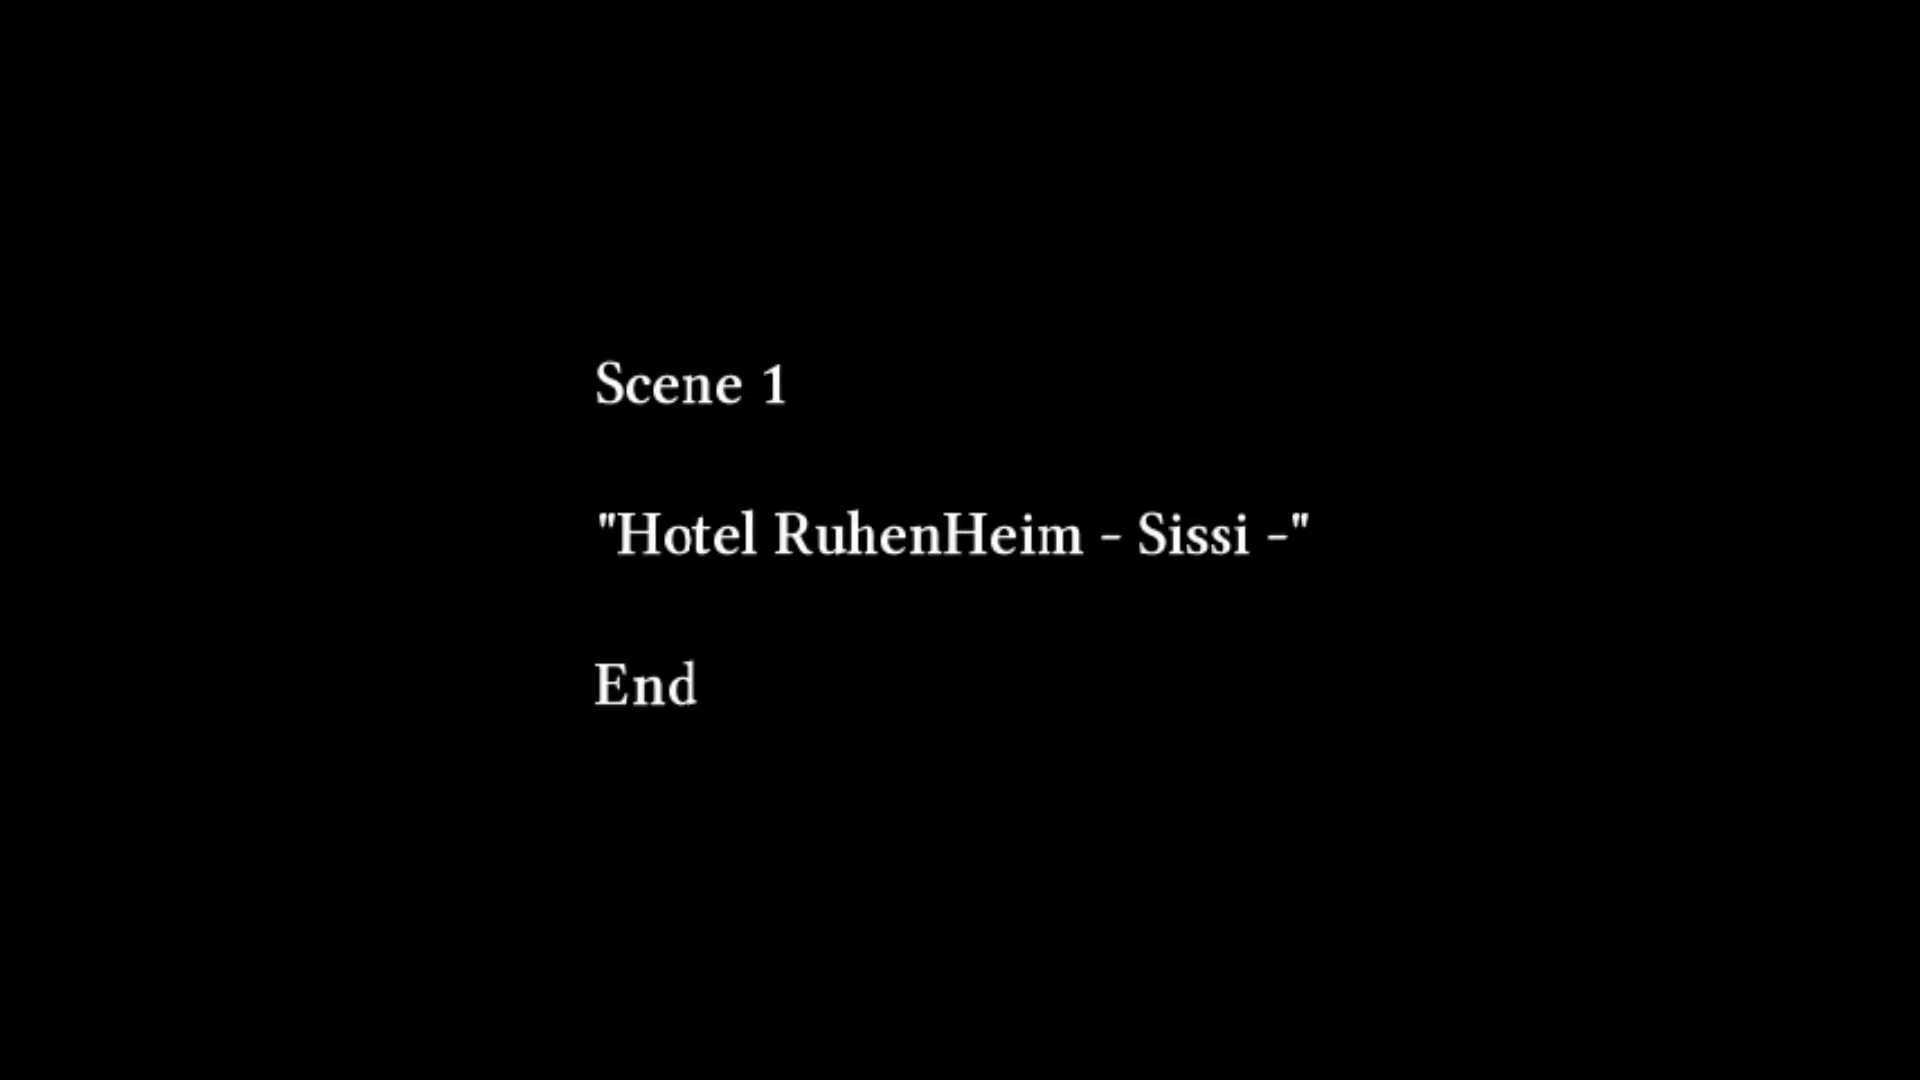 Scene 1
"Hotel RuhenHeim - Sissi -"
End